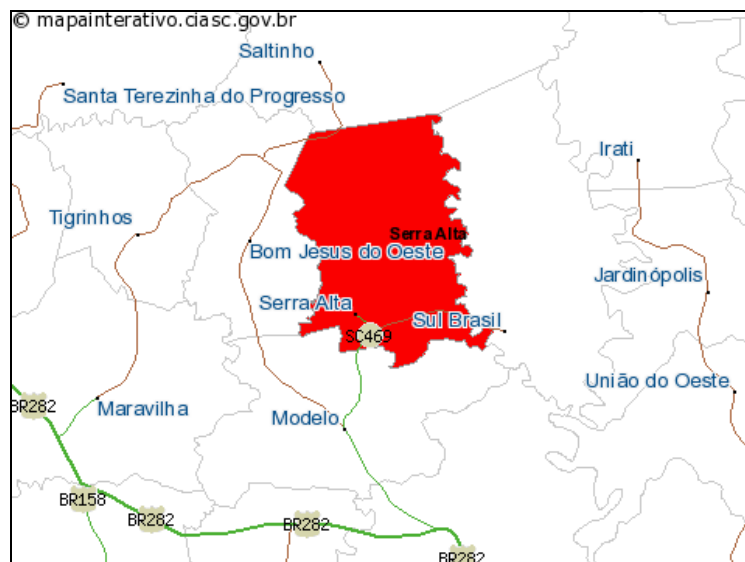 © mapainterativo.ciasc.gov.br
Saltinho
Santa Terezinha do Progresso
Irati
Tigrinhos
Serra Alta
Bom Jesus do Oeste
Jardinópolis
Serra Alta
Sul Brasil
SC469
União do Oeste
BR282
Maravilha
Modelo
BR158
BR282
BR282
BR282